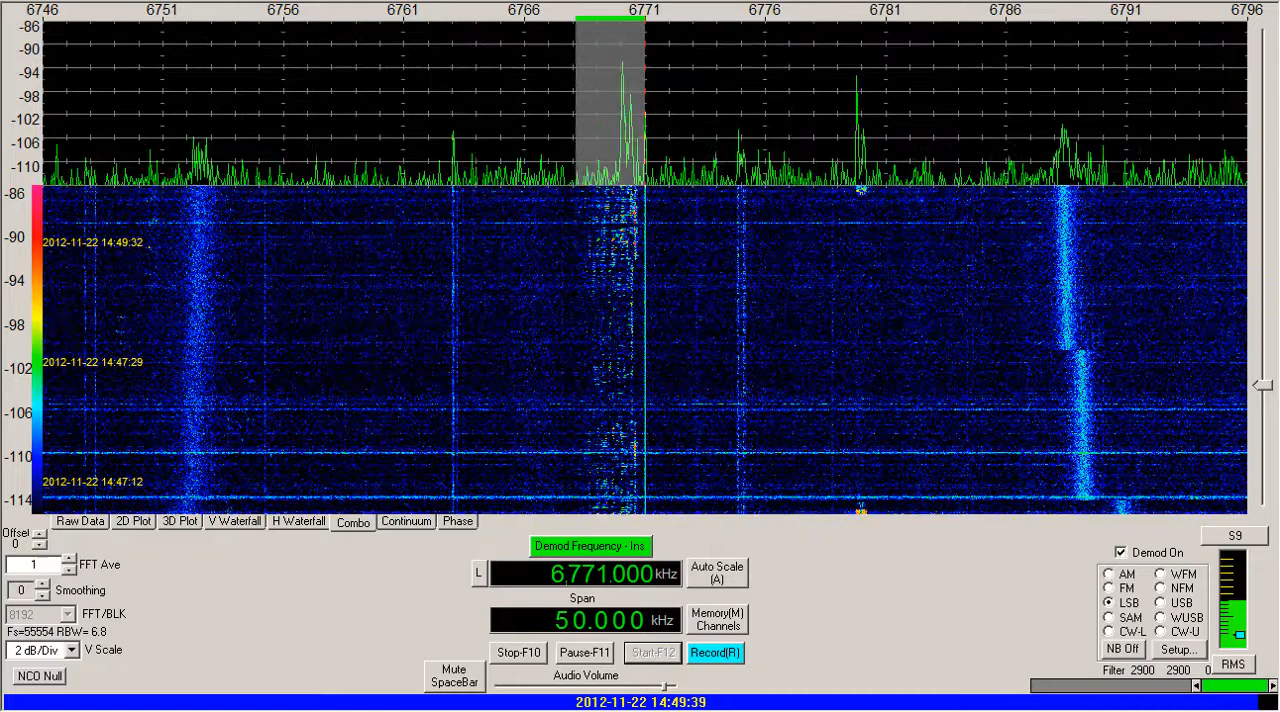 6746 6751 6756 6761 6766 6771 6776 6781 6786 6791 6796
-86
-90
-94
-98
-102
-106
-110
-86
-90
-94
-98
-102
-106
-110
-114
2012-11-22 14:49:32
2012-11-22 14:47:29
2012-11-22 14:47:12
Raw Data 2D Plot 3D Plot V Waterfall H Waterfall Combo Continuum Phase
Offset
0
1 FFT Ave
0 Smoothing
8192 FFT/BLK
Fs=55554 RBW= 6.8
2 dB/Div V Scale
NCO Null
Demod Frequency - Ins
L 6,771.000 kHz Auto Scale (A)
Span
50.000 kHz Memory(M) Channels
Stop-F10 Pause-F11 Start-F12 Record(R)
Mute SpaceBar
Audio Volume
S9
Demod On
AM WFM
FM NFM
LSB USB
SAM WUSB
CW-L CW-U
NB Off Setup...
Filter 2900 2900 0
RMS
2012-11-22 14:49:39